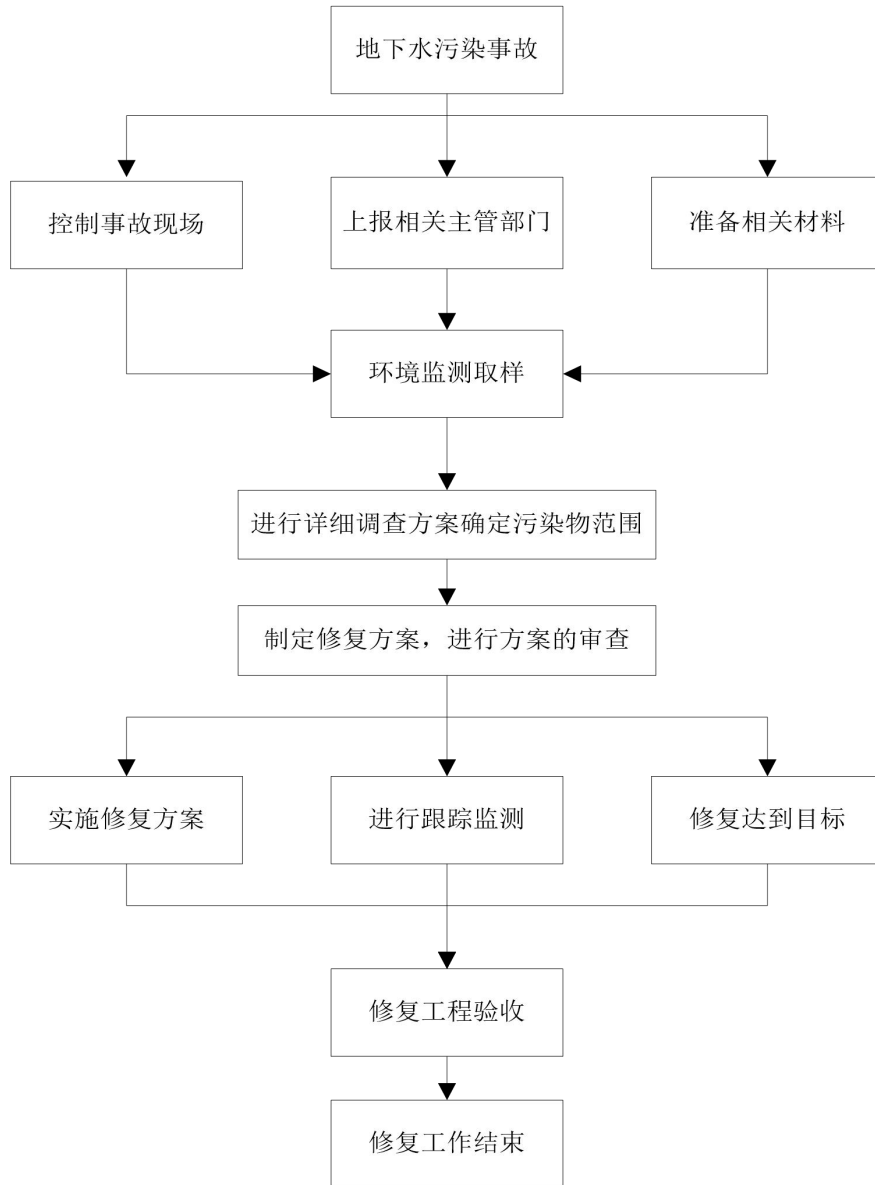 地下水污染事故
控制事故现场
上报相关主管部门
准备相关材料
环境监测取样
进行详细调查方案确定污染物范围
制定修复方案，进行方案的审查
实施修复方案
进行跟踪监测
修复达到目标
修复工程验收
修复工作结束